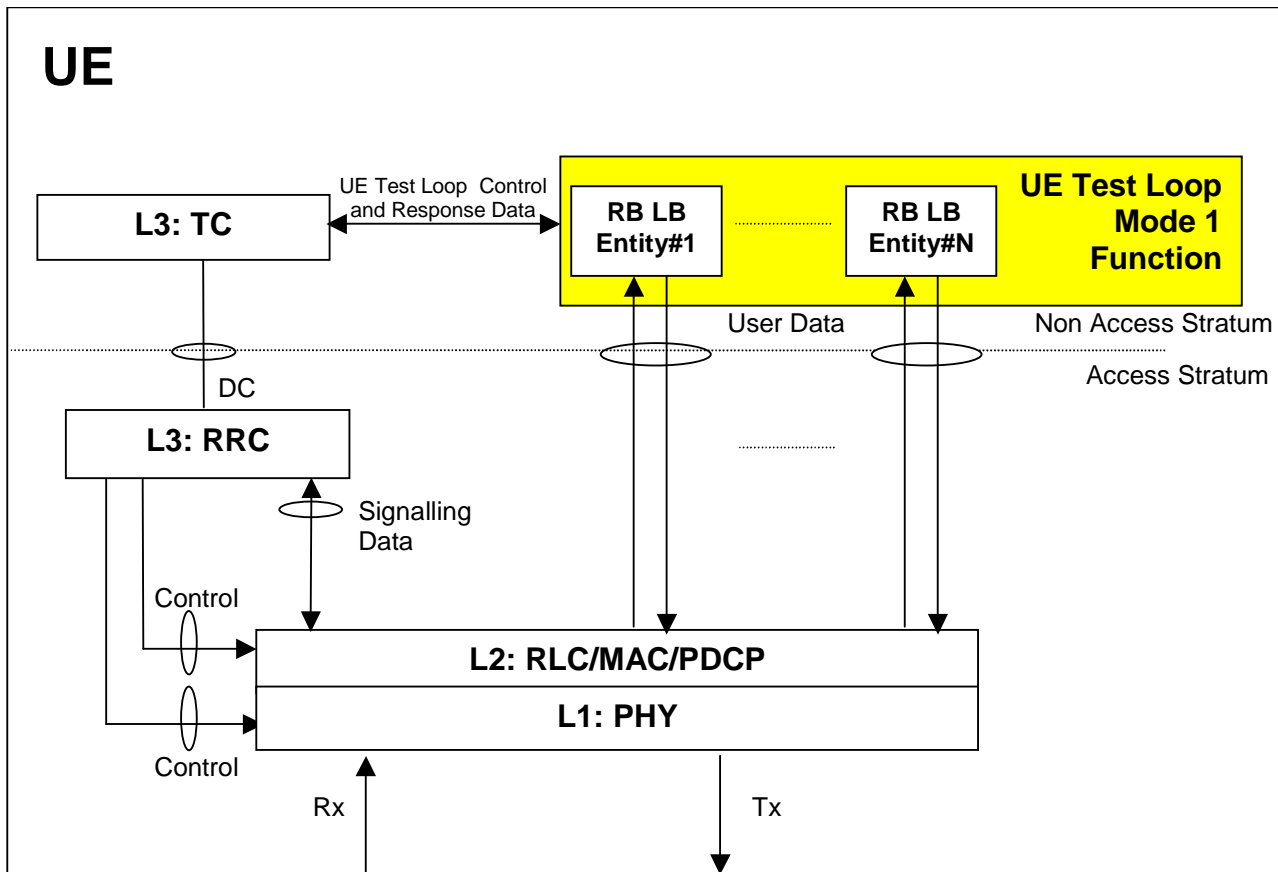 UE
UE Test Loop Control
and Response Data
L3: TC
RB LB
Entity#1
RB LB
Entity#N
UE Test Loop
Mode 1
Function
User Data
Non Access Stratum
Access Stratum
DC
L3: RRC
Signalling
Data
Control
L2: RLC/MAC/PDCP
L1: PHY
Control
Rx
Tx